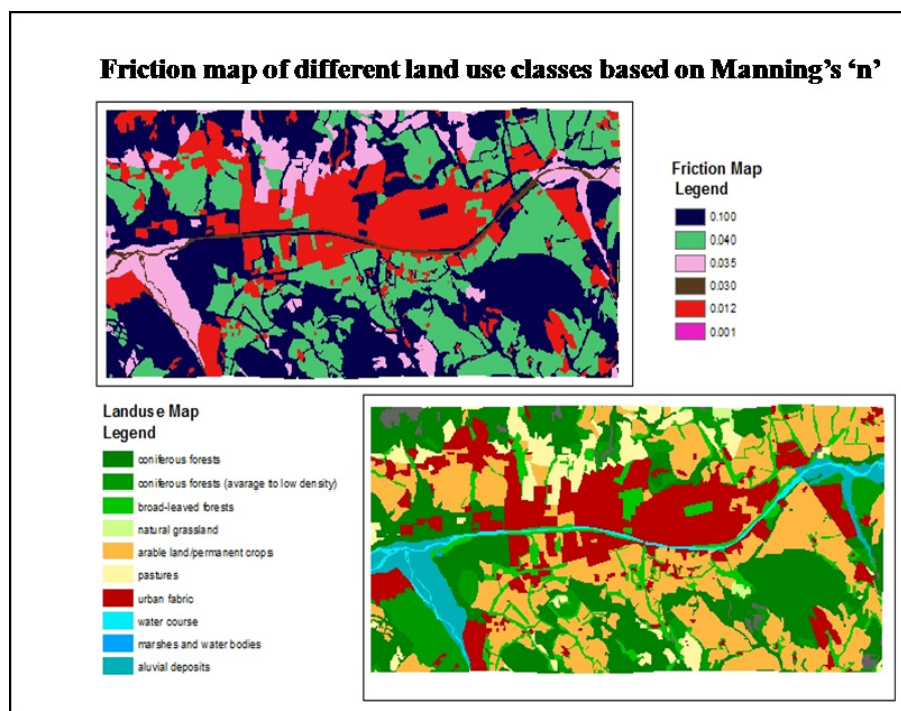 Friction map of different land use classes based on Manning's 'n'
Friction Map
Legend
0.100
0.040
0.035
0.030
0.012
0.001
Landuse Map
Legend
coniferous forests
coniferous forests (avarage to low density)
broad-leaved forests
natural grassland
arable land/permanent crops
pastures
urban fabric
water course
marshes and water bodies
aluvial deposits